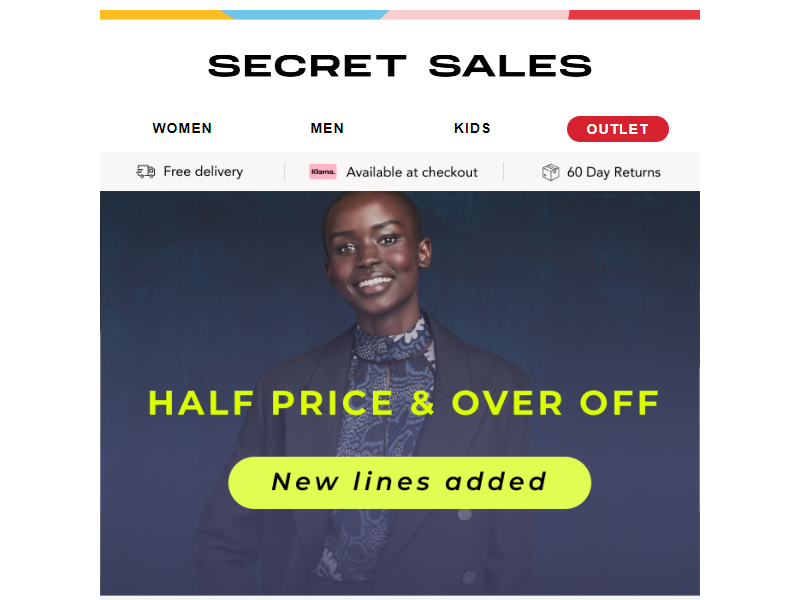 SECRET SALES
WOMEN MEN KIDS OUTLET
Free delivery Klarna. Available at checkout 60 Day Returns
HALF PRICE & OVER OFF
New lines added